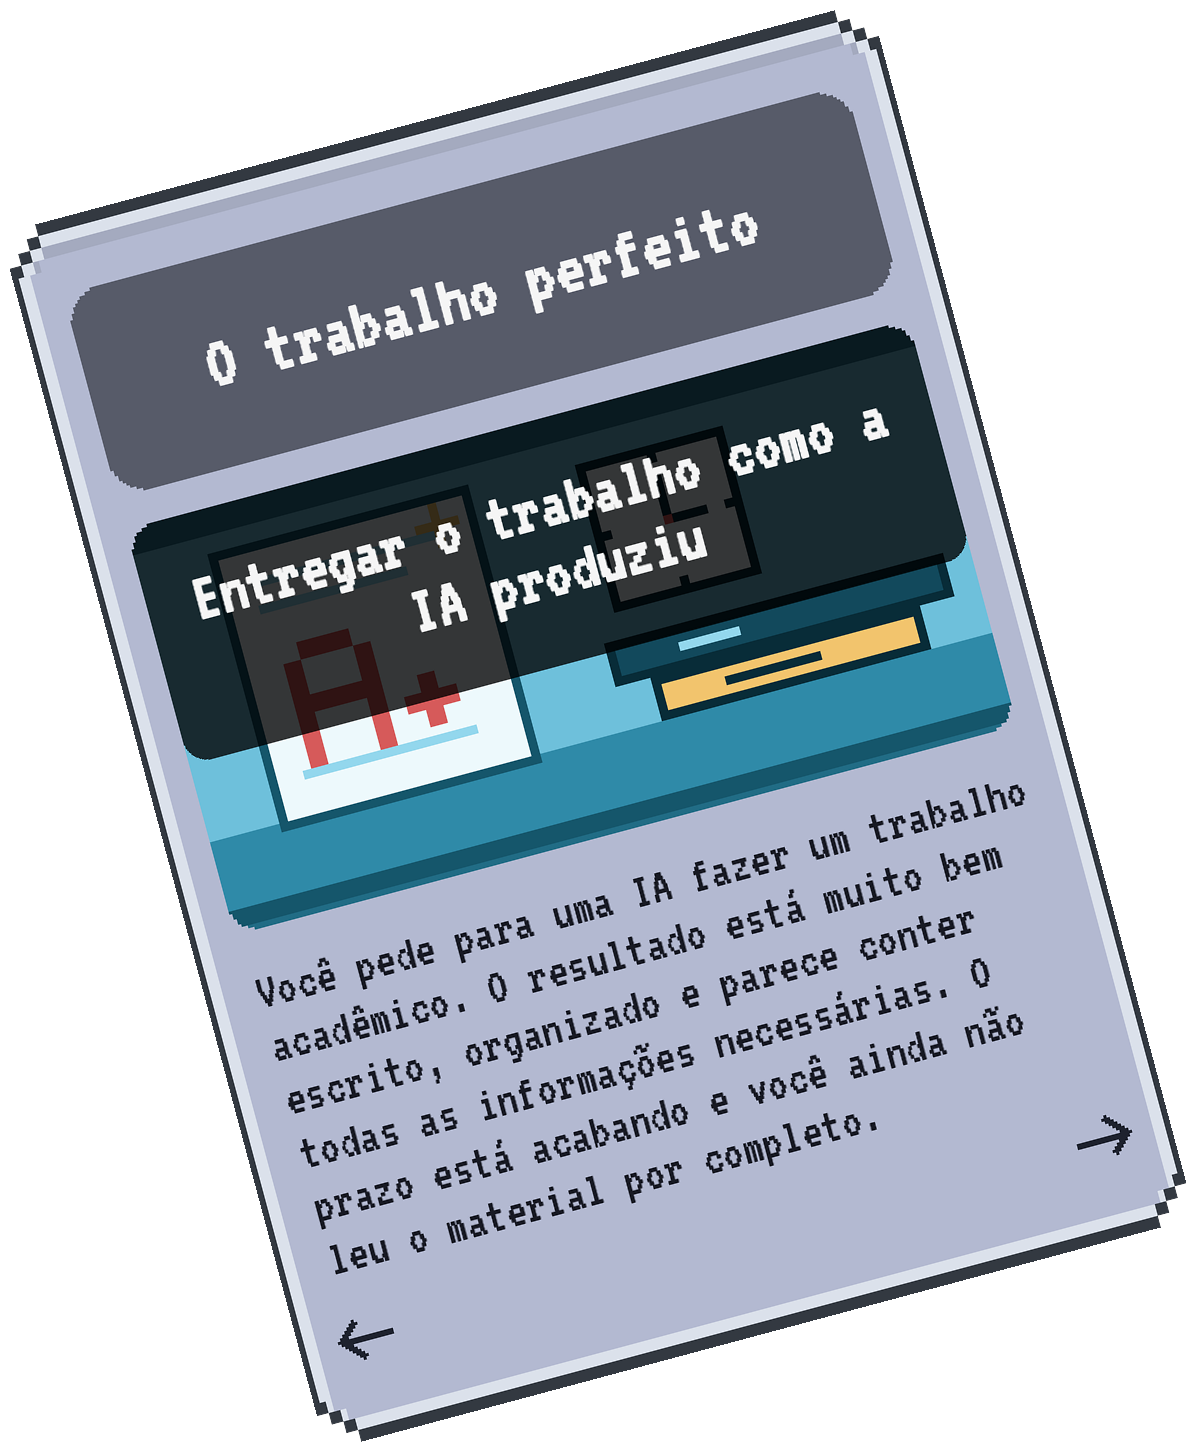 O trabalho perfeito
Entregar o trabalho como a
IA produziu
A+
Você pede para uma IA fazer um trabalho
acadêmico. O resultado está muito bem
escrito, organizado e parece conter
todas as informações necessárias. O
prazo está acabando e você ainda não
leu o material por completo.